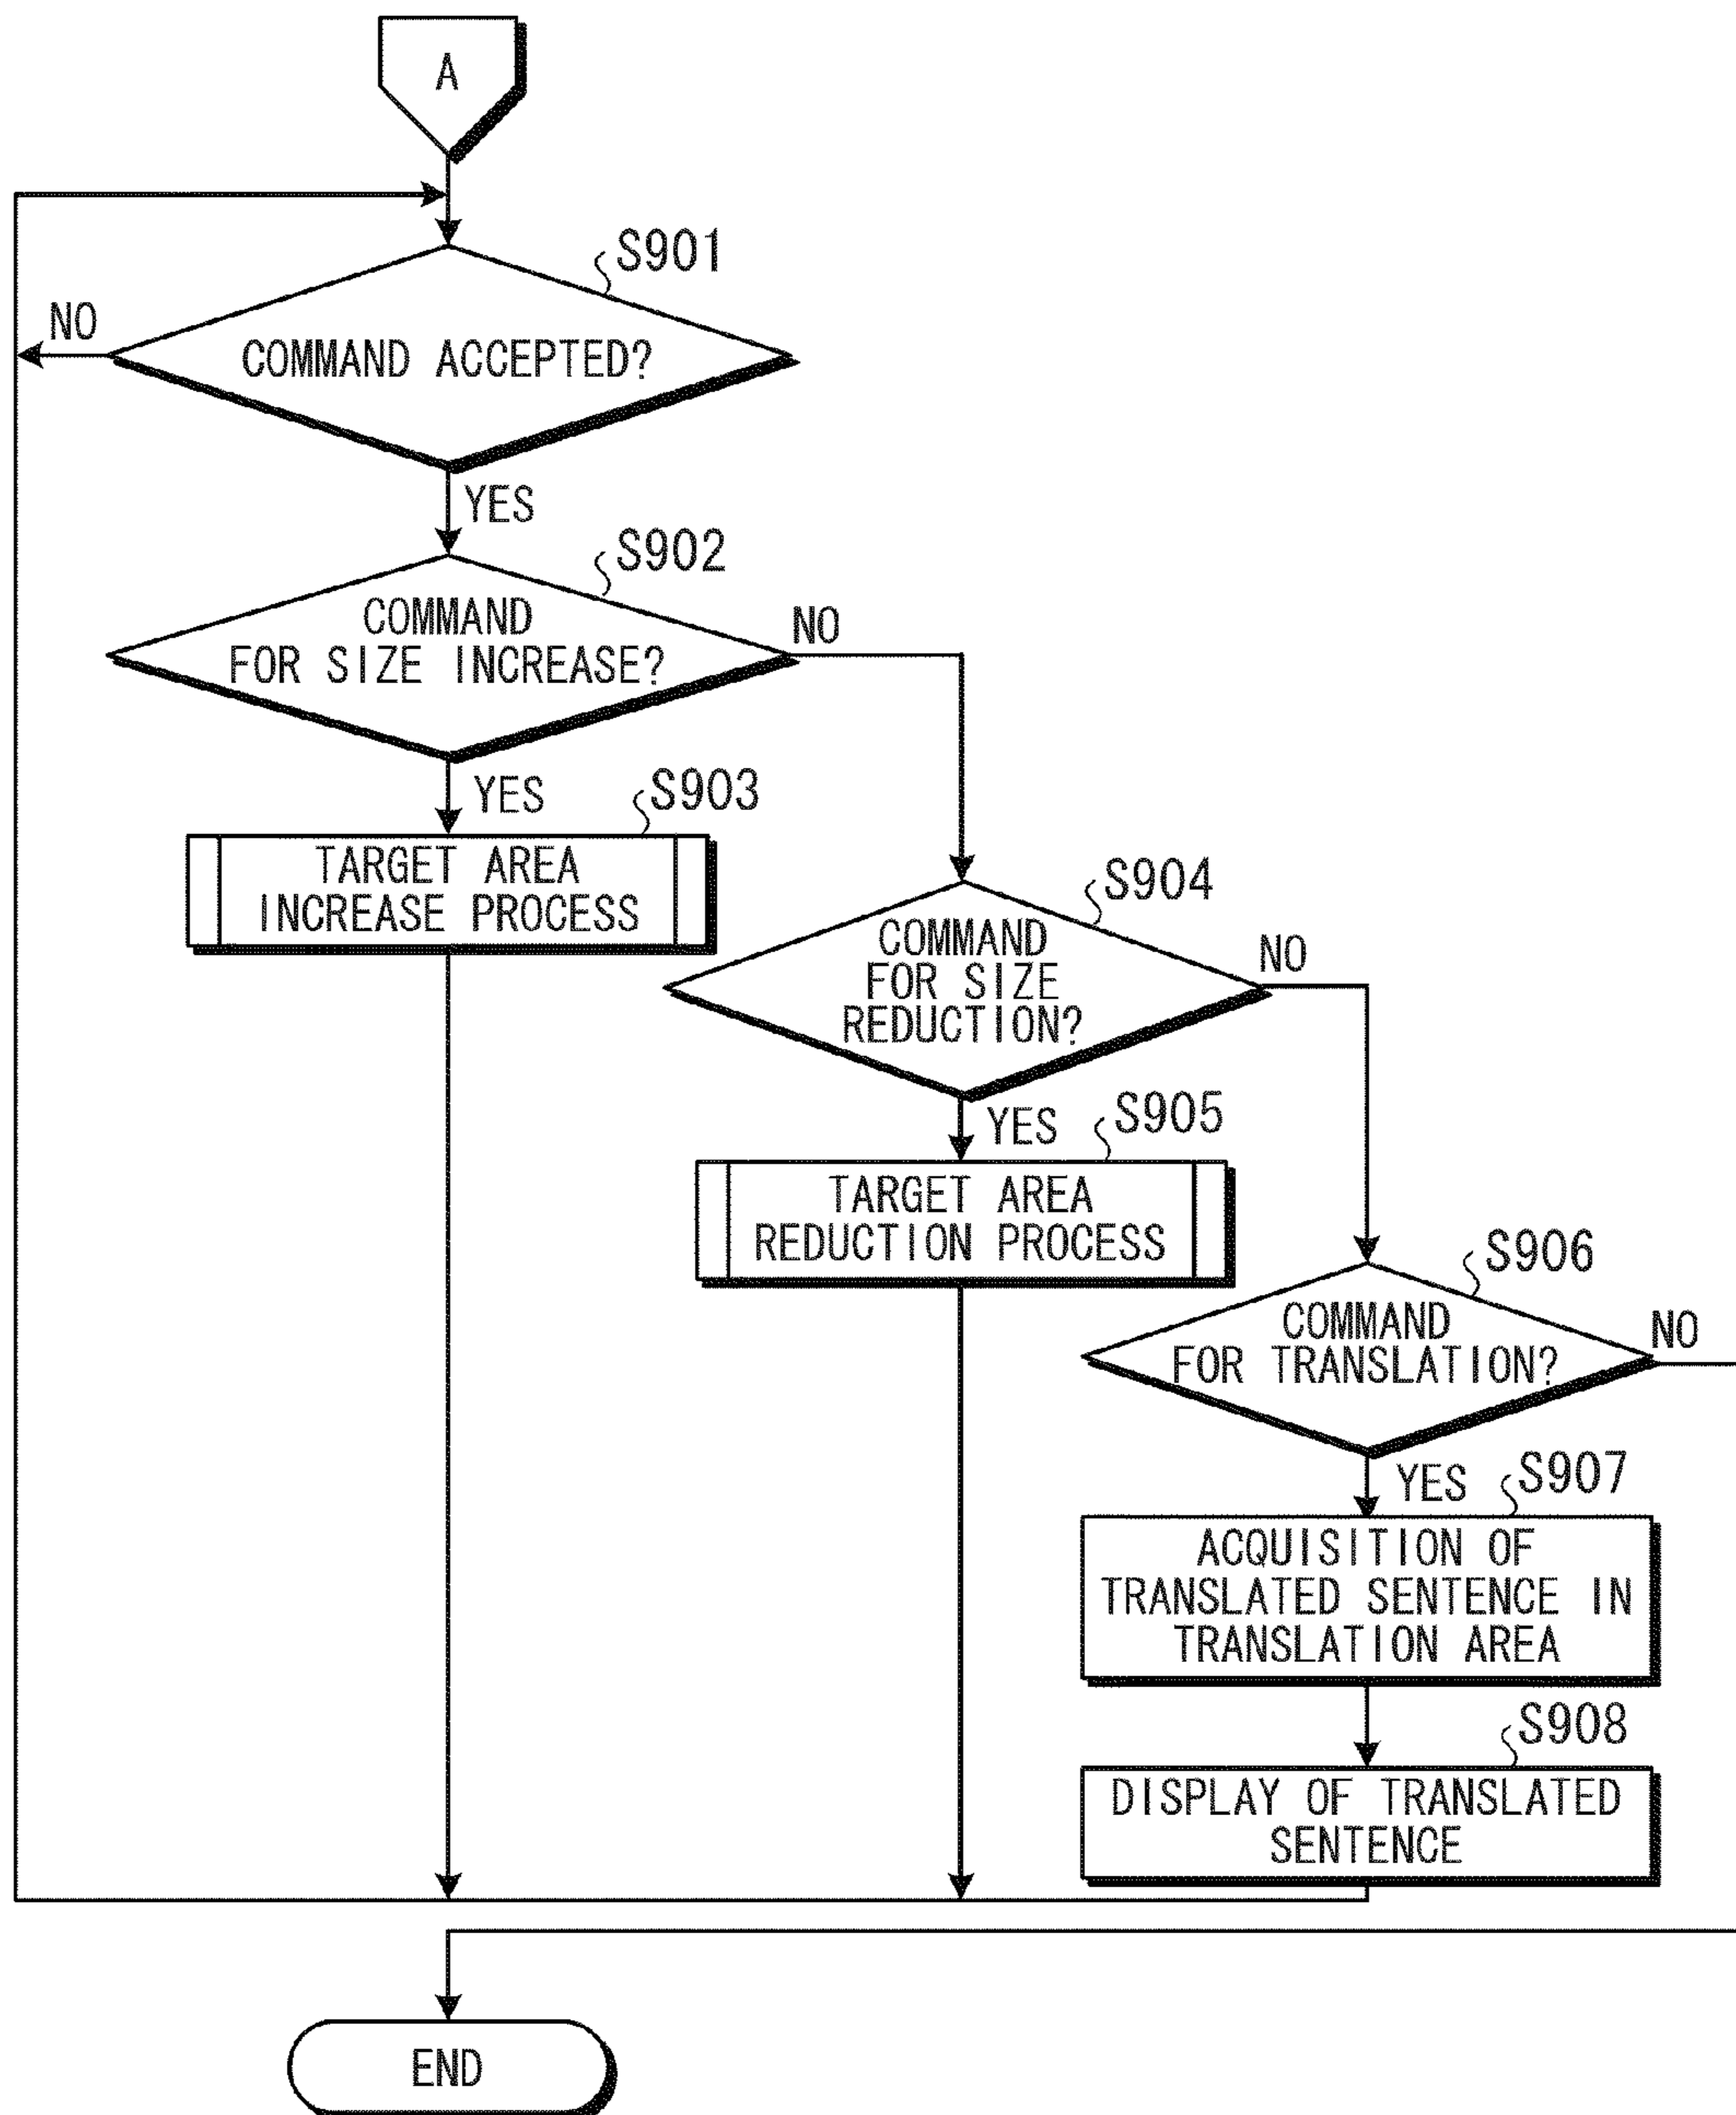 A
S901
NO
COMMAND ACCEPTED?
YES
S902
COMMAND
FOR SIZE INCREASE?
NO
YES
S903
TARGET AREA
INCREASE PROCESS
S904
COMMAND
FOR SIZE
REDUCTION?
NO
YES
S905
TARGET AREA
REDUCTION PROCESS
S906
COMMAND
FOR TRANSLATION?
NO
YES
S907
ACQUISITION OF
TRANSLATED SENTENCE IN
TRANSLATION AREA
S908
DISPLAY OF TRANSLATED
SENTENCE
END